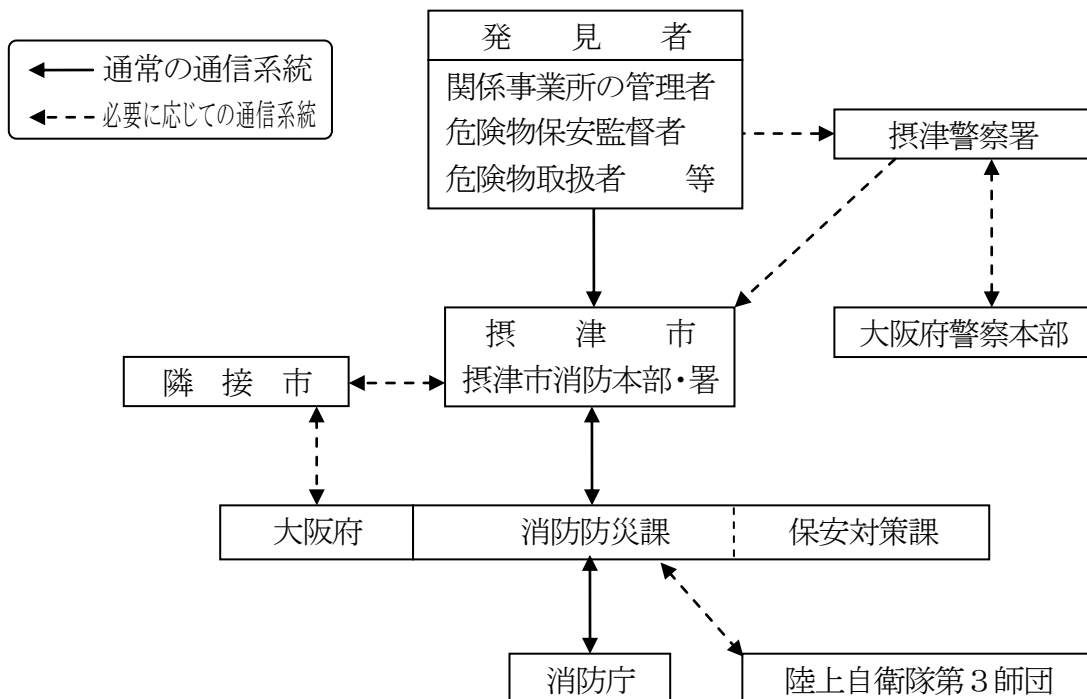 通常の通信系統
必要に応じての通信系統
発　見　者
関係事業所の管理者
危険物保安監督者
危険物取扱者　等
摂津警察署
大阪府警察本部
摂　津　市
摂津市消防本部・署
隣　接　市
大阪府
消防防災課
保安対策課
消防庁
陸上自衛隊第３師団